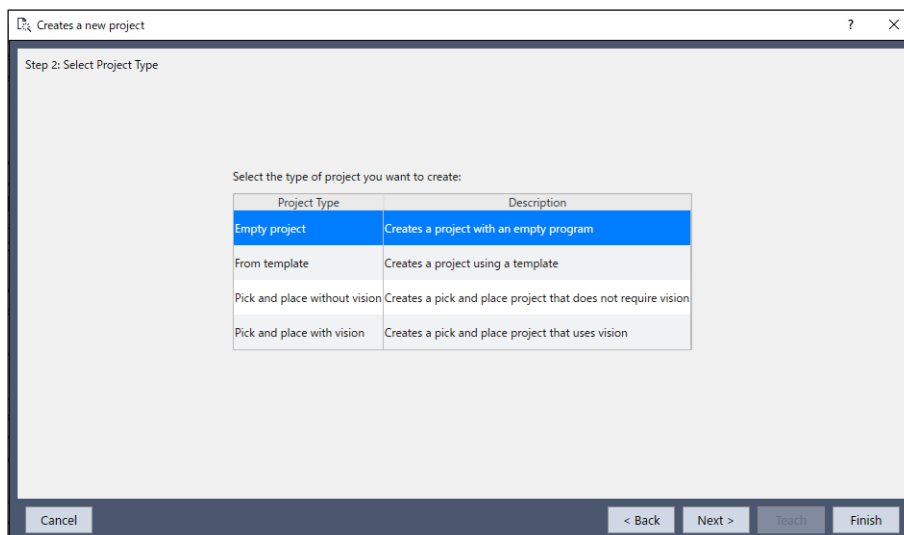 Creates a new project
?
Step 2: Select Project Type
Select the type of project you want to create:
Project Type Description
Empty project Creates a project with an empty program
From template Creates a project using a template
Pick and place without vision Creates a pick and place project that does not require vision
Pick and place with vision Creates a pick and place project that uses vision
Cancel < Back Next > Teach Finish